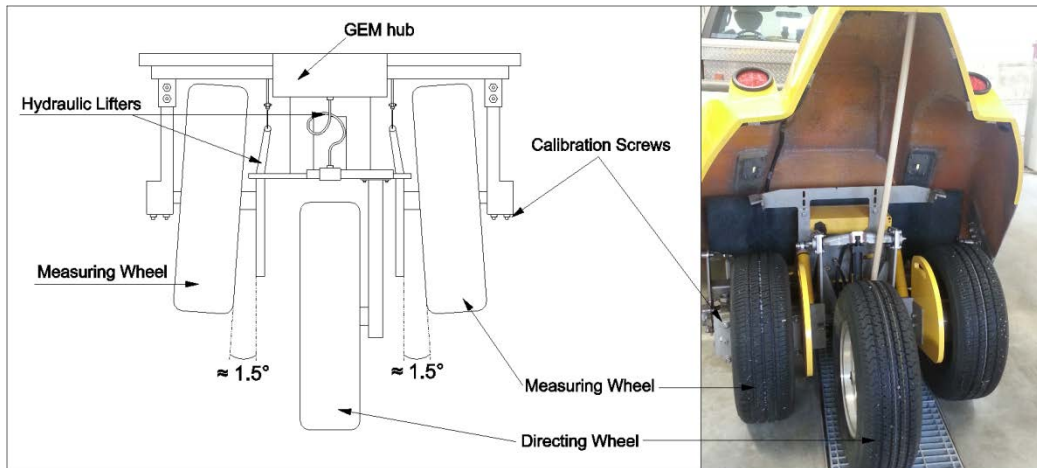 GEM hub
Hydraulic Lifters
Calibration Screws
Measuring Wheel
≈ 1.5°
≈ 1.5°
Measuring Wheel
Directing Wheel